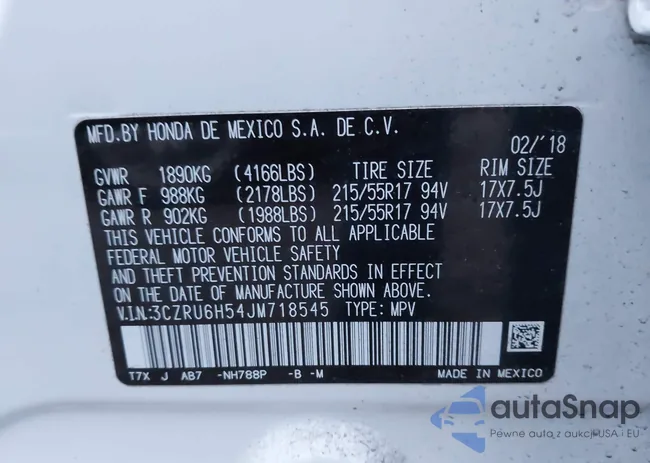 MFD.BY HONDA DE MEXICO S.A. DE C.V.
02/'18
GVWR 1890KG (4166LBS) TIRE SIZE RIM SIZE
GAWR F 988KG (2178LBS) 215/55R17 94V 17X7.5J
GAWR R 902KG (1988LBS) 215/55R17 94V 17X7.5J
THIS VEHICLE CONFORMS TO ALL APPLICABLE
FEDERAL MOTOR VEHICLE SAFETY
AND THEFT PREVENTION STANDARDS IN EFFECT
ON DATE OF MANUFACTURE SHOWN ABOVE.
V.I.N:3CZRU6H54JM718545 TYPE: MPV
T7X J AB7 -NH788P -B -M MADE IN MEXICO
autaSnap
Pewne auta z aukcji USA i EU